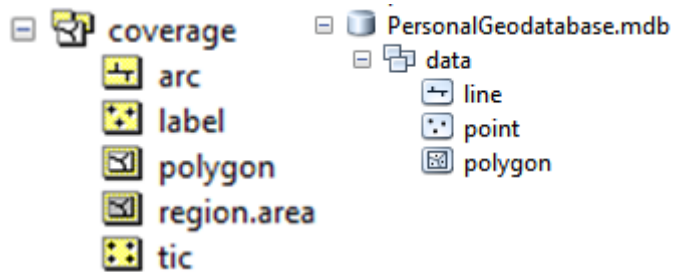 coverage
arc
label
polygon
region.area
tic
PersonalGeodatabase.mdb
data
line
point
polygon